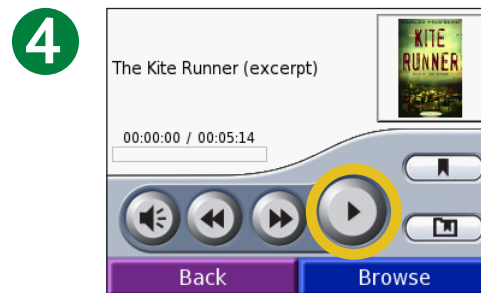 4
KITE
RUNNER
The Kite Runner (excerpt)
00:00:00 / 00:05:14
Back
Browse